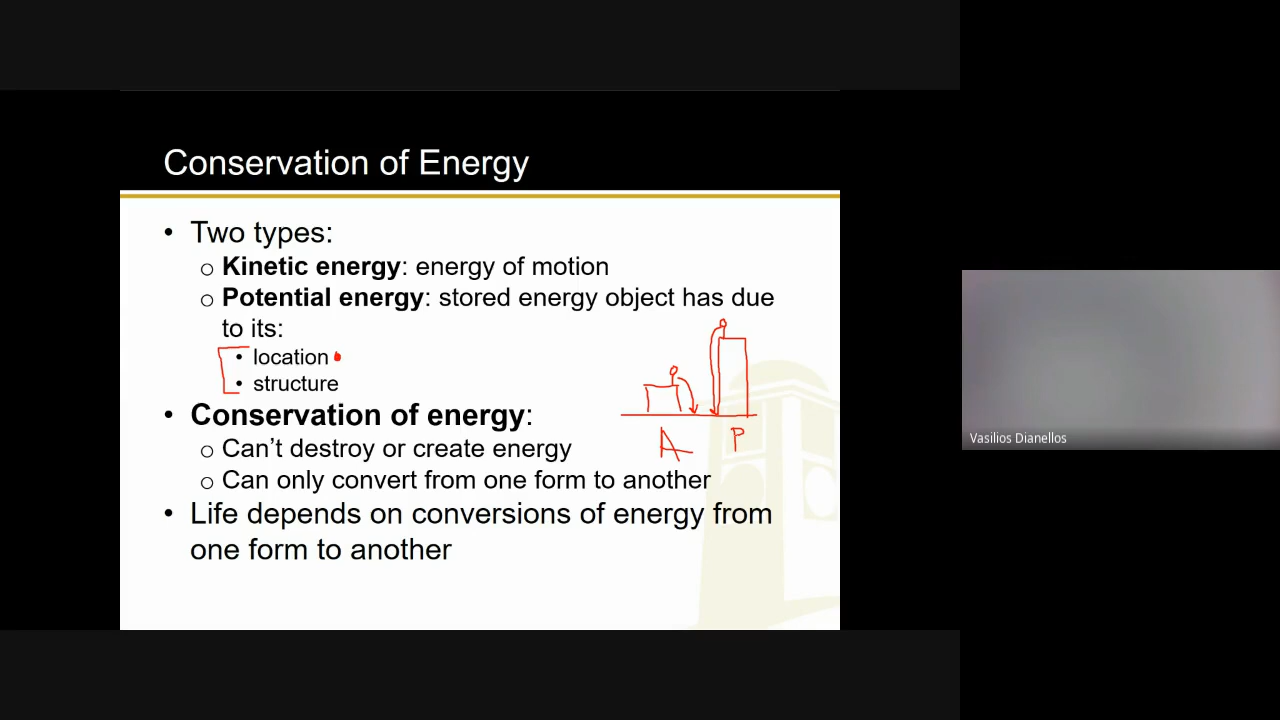 Conservation of Energy
• Two types:
o Kinetic energy: energy of motion
o Potential energy: stored energy object has due
to its:
• location
• structure
A P
• Conservation of energy:
o Can't destroy or create energy
o Can only convert from one form to another
• Life depends on conversions of energy from
one form to another
Vasilios Dianellos